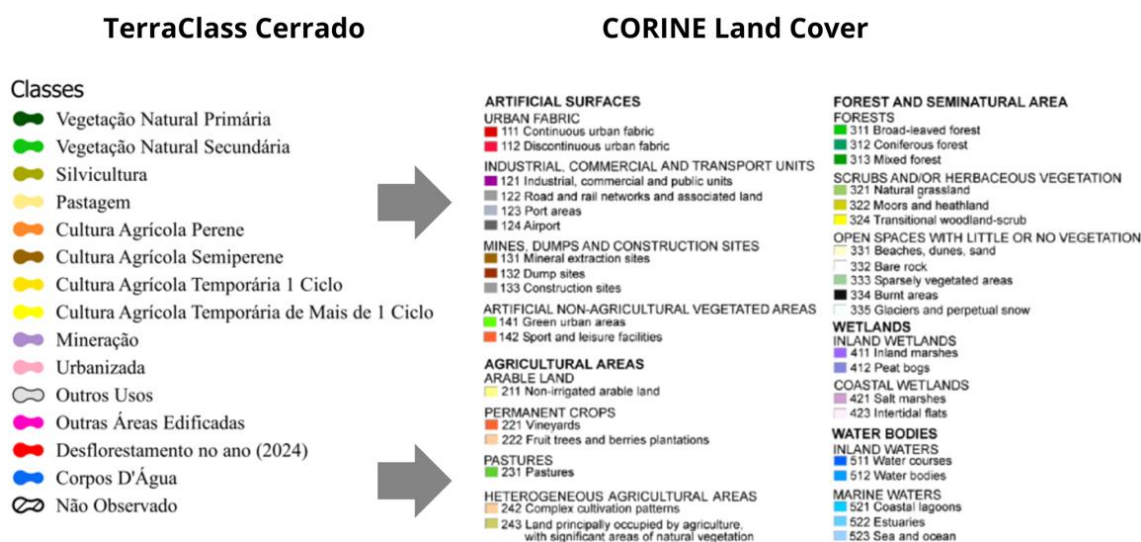 TerraClass Cerrado
CORINE Land Cover
Classes
Vegetação Natural Primária
Vegetação Natural Secundária
Silvicultura
Pastagem
Cultura Agrícola Perene
Cultura Agrícola Semiperene
Cultura Agrícola Temporária 1 Ciclo
Cultura Agrícola Temporária de Mais de 1 Ciclo
Mineração
Urbanizada
Outros Usos
Outras Áreas Edificadas
Desflorestamento no ano (2024)
Corpos D'Água
Não Observado
ARTIFICIAL SURFACES
URBAN FABRIC
111 Continuous urban fabric
112 Discontinuous urban fabric
INDUSTRIAL, COMMERCIAL AND TRANSPORT UNITS
121 Industrial, commercial and public units
122 Road and rail networks and associated land
123 Port areas
124 Airport
MINES, DUMPS AND CONSTRUCTION SITES
131 Mineral extraction sites
132 Dump sites
133 Construction sites
ARTIFICIAL NON-AGRICULTURAL VEGETATED AREAS
141 Green urban areas
142 Sport and leisure facilities
AGRICULTURAL AREAS
ARABLE LAND
211 Non-irrigated arable land
PERMANENT CROPS
221 Vineyards
222 Fruit trees and berries plantations
PASTURES
231 Pastures
HETEROGENEOUS AGRICULTURAL AREAS
242 Complex cultivation patterns
243 Land principally occupied by agriculture,
with significant areas of natural vegetation
FOREST AND SEMINATURAL AREA
FORESTS
311 Broad-leaved forest
312 Coniferous forest
313 Mixed forest
SCRUBS AND/OR HERBACEOUS VEGETATION
321 Natural grassland
322 Moors and heathland
324 Transitional woodland-scrub
OPEN SPACES WITH LITTLE OR NO VEGETATION
331 Beaches, dunes, sand
332 Bare rock
333 Sparsely vegetated areas
334 Burnt areas
335 Glaciers and perpetual snow
WETLANDS
INLAND WETLANDS
411 Inland marshes
412 Peat bogs
COASTAL WETLANDS
421 Salt marshes
423 Intertidal flats
WATER BODIES
INLAND WATERS
511 Water courses
512 Water bodies
MARINE WATERS
521 Coastal lagoons
522 Estuaries
523 Sea and ocean